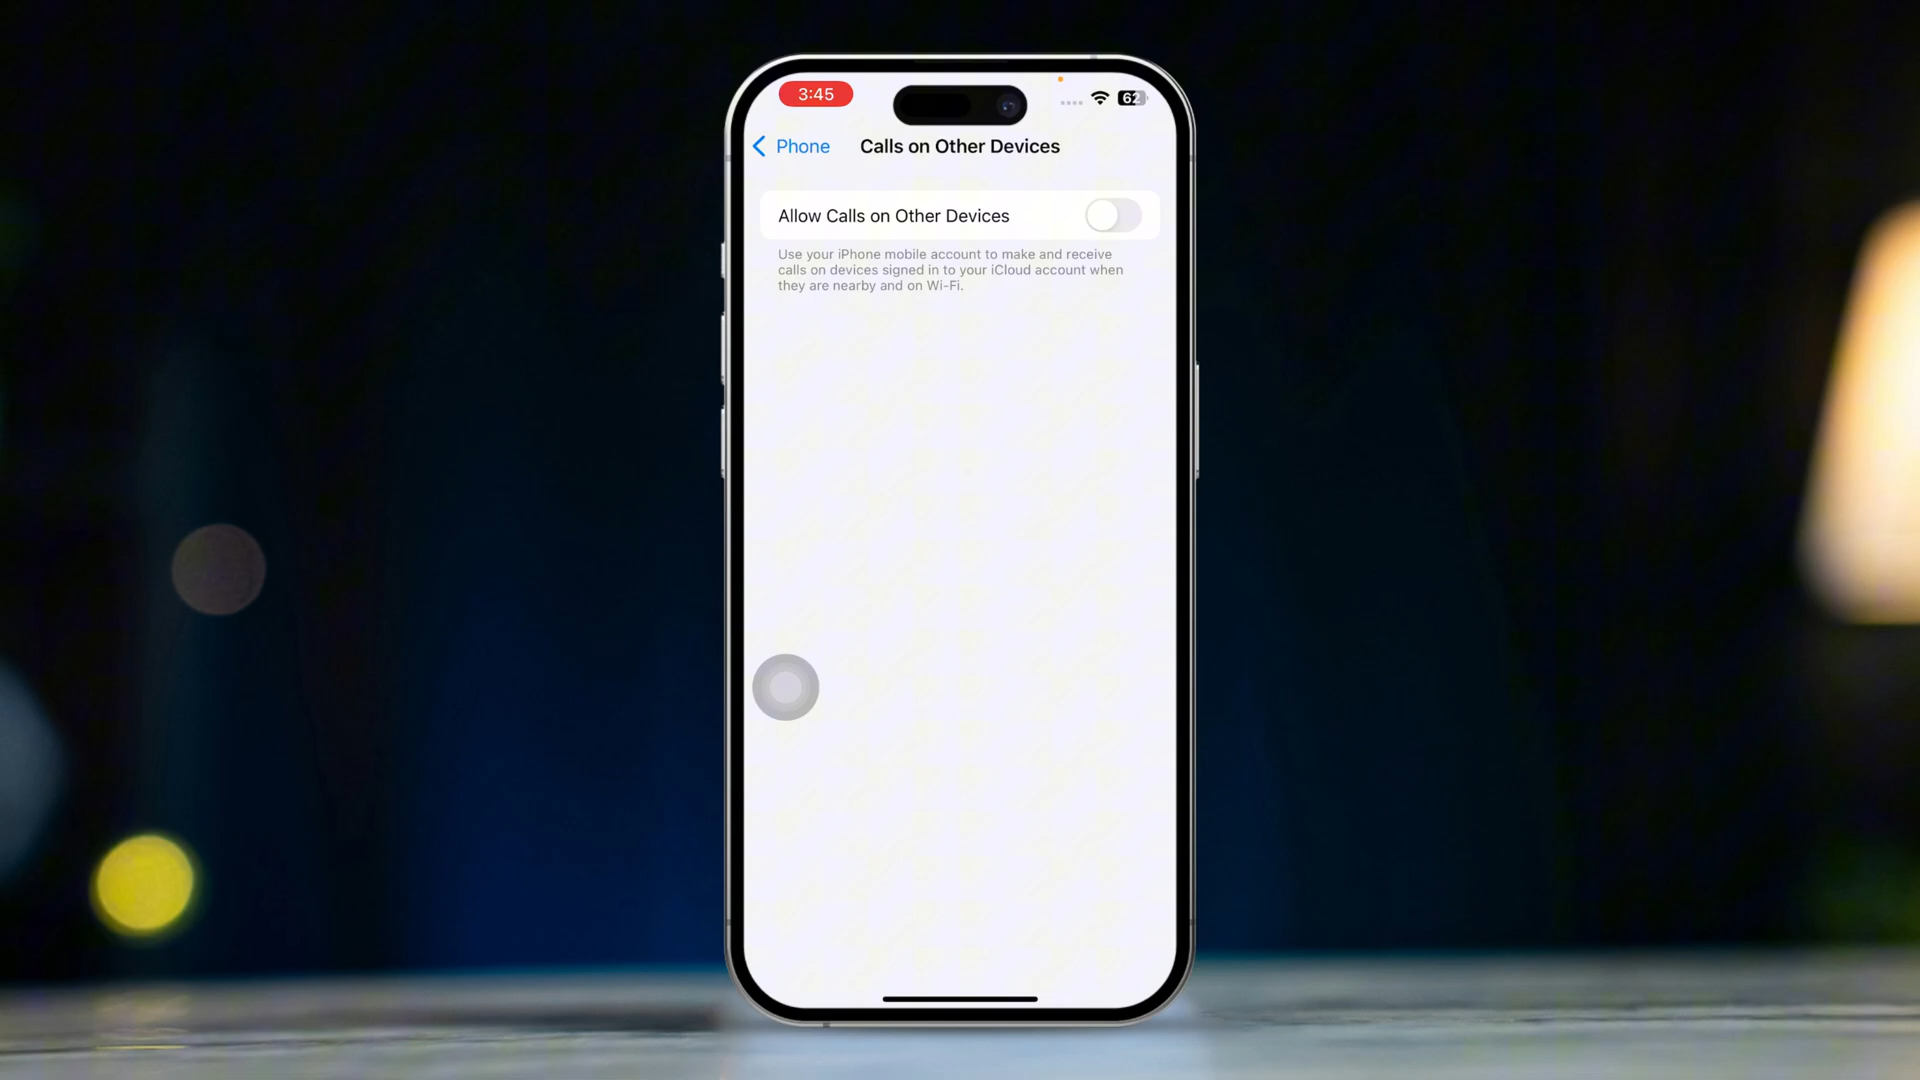 3:45
62
Phone
Calls on Other Devices
Allow Calls on Other Devices
Use your iPhone mobile account to make and receive
calls on devices signed in to your iCloud account when
they are nearby and on Wi-Fi.